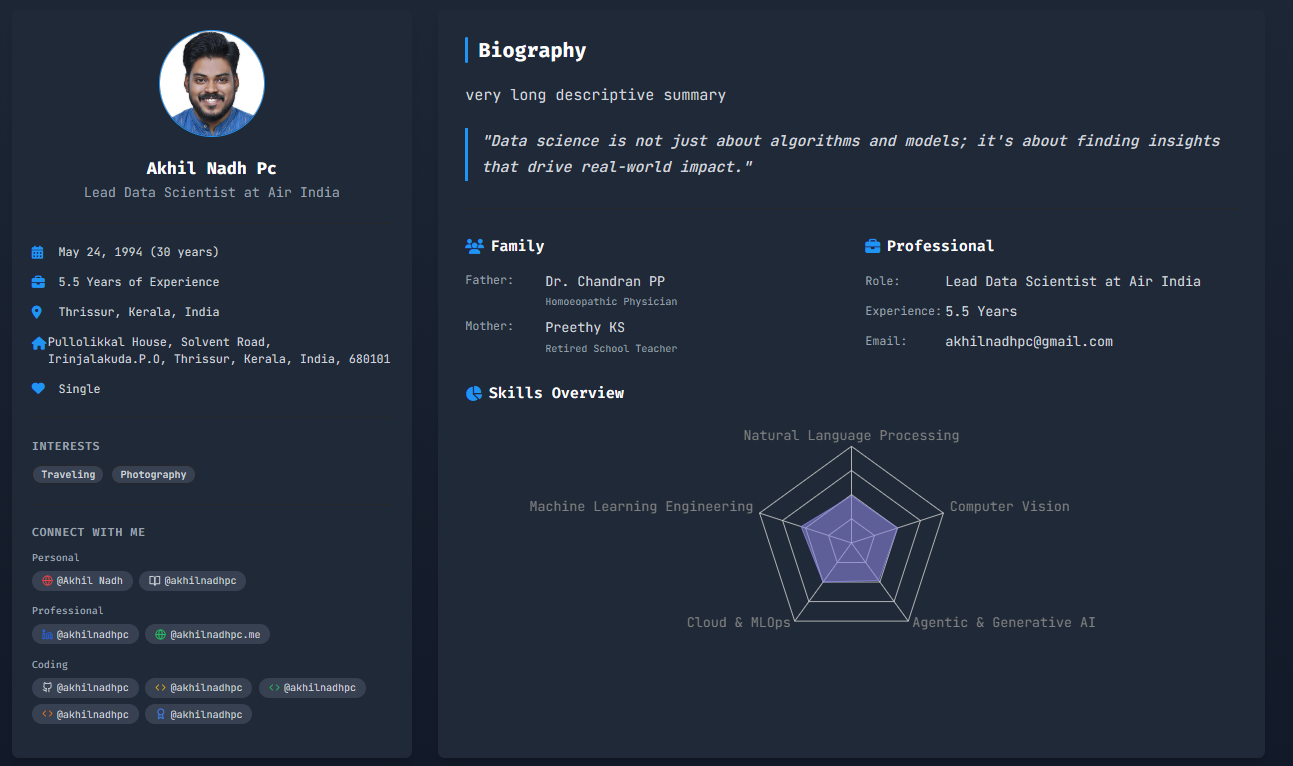 Akhil Nadh Pc
Lead Data Scientist at Air India
May 24, 1994 (30 years)
5.5 Years of Experience
Thrissur, Kerala, India
Pullolikkal House, Solvent Road,
Irinjalakuda.P.O, Thrissur, Kerala, India, 680101
Single
INTERESTS
Traveling
Photography
CONNECT WITH ME
Personal
@Akhil Nadh
@akhilnadhpc
Professional
@akhilnadhpc
@akhilnadhpc.me
Coding
@akhilnadhpc
@akhilnadhpc
@akhilnadhpc
@akhilnadhpc
@akhilnadhpc
Biography
very long descriptive summary
"Data science is not just about algorithms and models; it's about finding insights
that drive real-world impact."
Family
Father: Dr. Chandran PP
Homoeopathic Physician
Mother: Preethy KS
Retired School Teacher
Professional
Role: Lead Data Scientist at Air India
Experience: 5.5 Years
Email: akhilnadhpc@gmail.com
Skills Overview
Natural Language Processing
Machine Learning Engineering
Computer Vision
Cloud & MLOps
Agentic & Generative AI